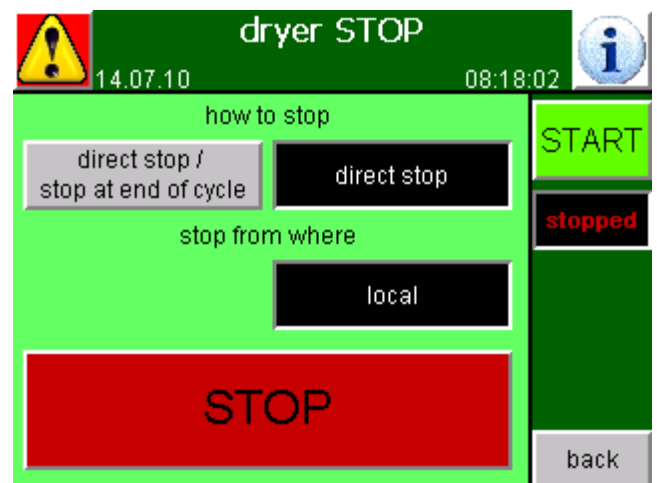 dryer STOP
14.07.10
08:18:02
how to stop
START
direct stop /
stop at end of cycle
direct stop
stopped
stop from where
local
STOP
back